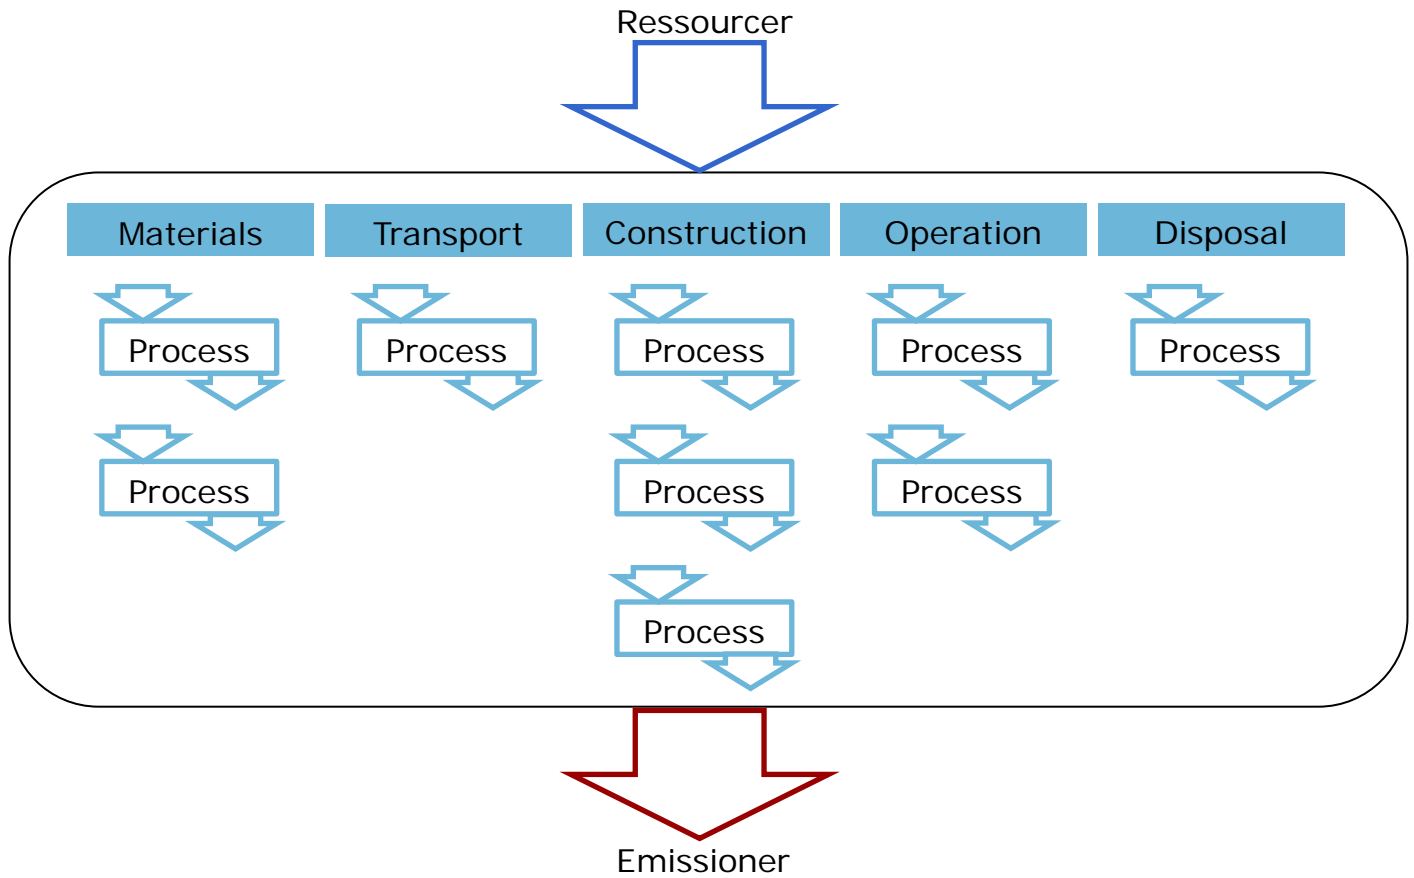 Ressourcer
Materials Transport Construction Operation Disposal
Process Process Process Process Process
Process Process Process
Process
Emissioner